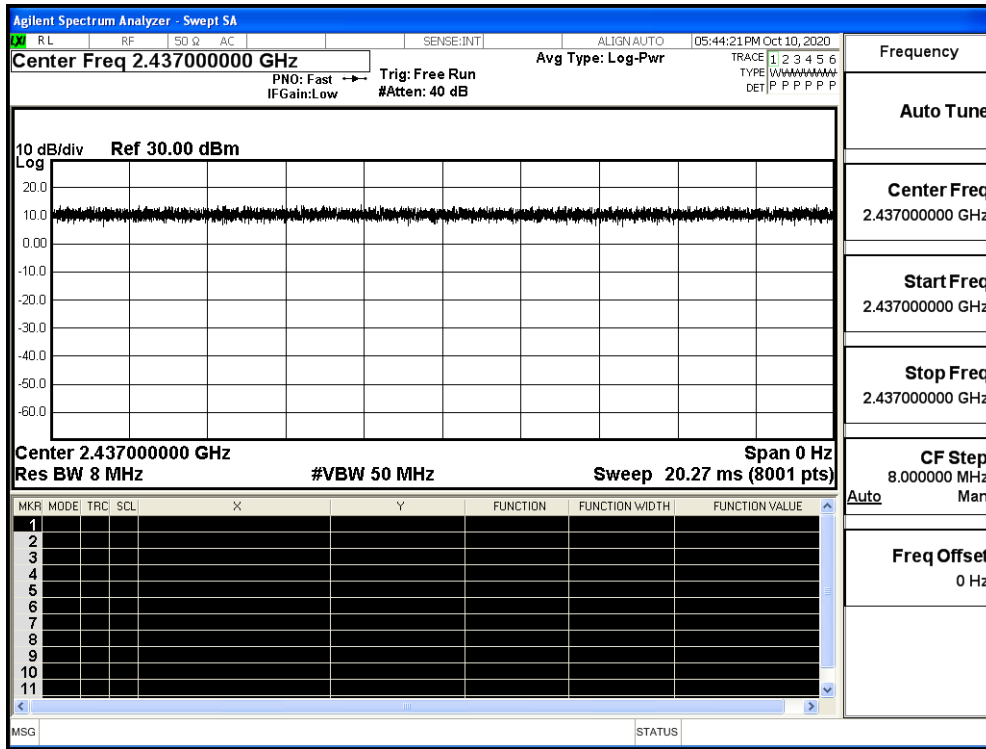 Agilent Spectrum Analyzer - Swept SA
LXI RL RF 50 Ω AC SENSE:INT ALIGN AUTO 05:44:21 PM Oct 10, 2020
Center Freq 2.437000000 GHz
PNO: Fast
IFGain:Low
Trig: Free Run
#Atten: 40 dB
Avg Type: Log-Pwr
TRACE 1 2 3 4 5 6
TYPE
DET P P P P P P
10 dB/div Ref 30.00 dBm
Log
20.0
10.0
0.00
-10.0
-20.0
-30.0
-40.0
-50.0
-60.0
Center 2.437000000 GHz Span 0 Hz
Res BW 8 MHz #VBW 50 MHz Sweep 20.27 ms (8001 pts)
MKR MODE TRC SCL X Y FUNCTION FUNCTION WIDTH FUNCTION VALUE
1
2
3
4
5
6
7
8
9
10
11
MSG STATUS
Frequency
Auto Tune
Center Freq
2.437000000 GHz
Start Freq
2.437000000 GHz
Stop Freq
2.437000000 GHz
CF Step
8.000000 MHz
Auto Man
Freq Offset
0 Hz